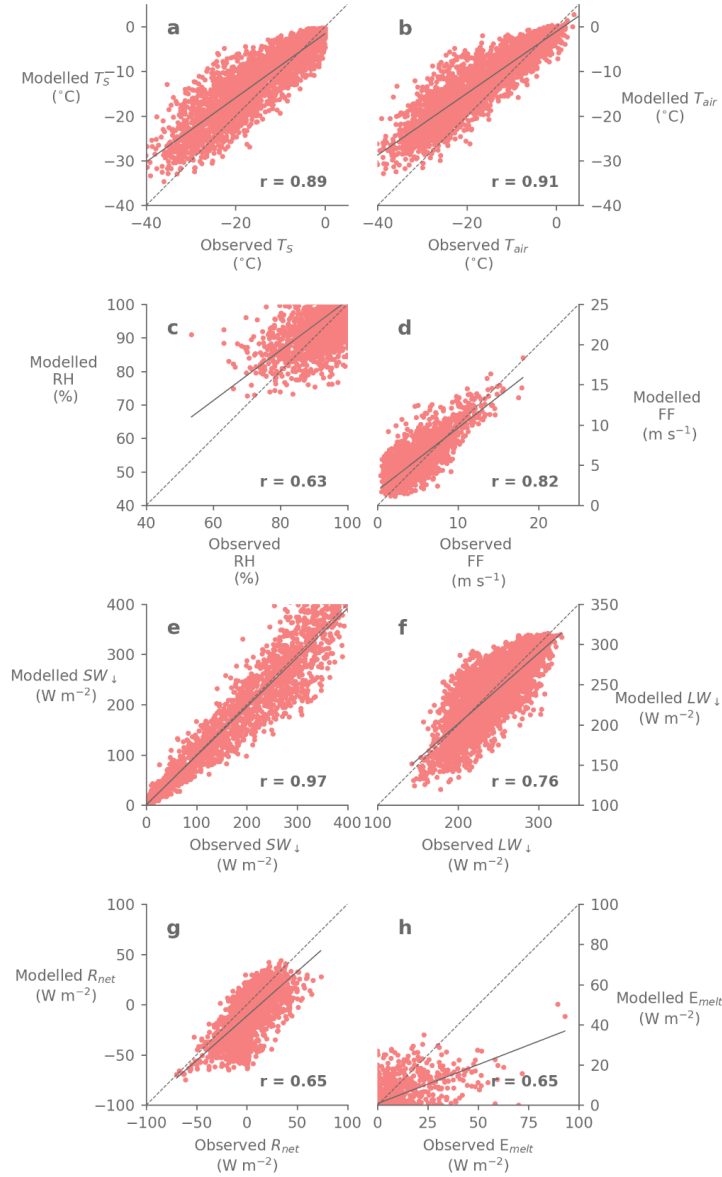 a
b
0
−10
−20
−30
−40
Modelled T_S
(°C)
0
−10
−20
−30
−40
Modelled T_air
(°C)
r = 0.89
r = 0.91
−40
−20
0
−40
−20
0
Observed T_S
(°C)
Observed T_air
(°C)
c
d
100
90
80
70
60
50
40
Modelled
RH
(%)
25
20
15
10
5
0
Modelled
FF
(m s⁻¹)
r = 0.63
r = 0.82
40
60
80
100
0
10
20
Observed
RH
(%)
Observed
FF
(m s⁻¹)
e
f
400
300
200
100
0
Modelled SW↓
(W m⁻²)
350
300
250
200
150
100
Modelled LW↓
(W m⁻²)
r = 0.97
r = 0.76
0
100
200
300
400
100
200
300
Observed SW↓
(W m⁻²)
Observed LW↓
(W m⁻²)
g
h
100
50
0
−50
−100
Modelled R_net
(W m⁻²)
100
80
60
40
20
0
Modelled E_melt
(W m⁻²)
r = 0.65
r = 0.65
−100
−50
0
50
100
0
25
50
75
100
Observed R_net
(W m⁻²)
Observed E_melt
(W m⁻²)